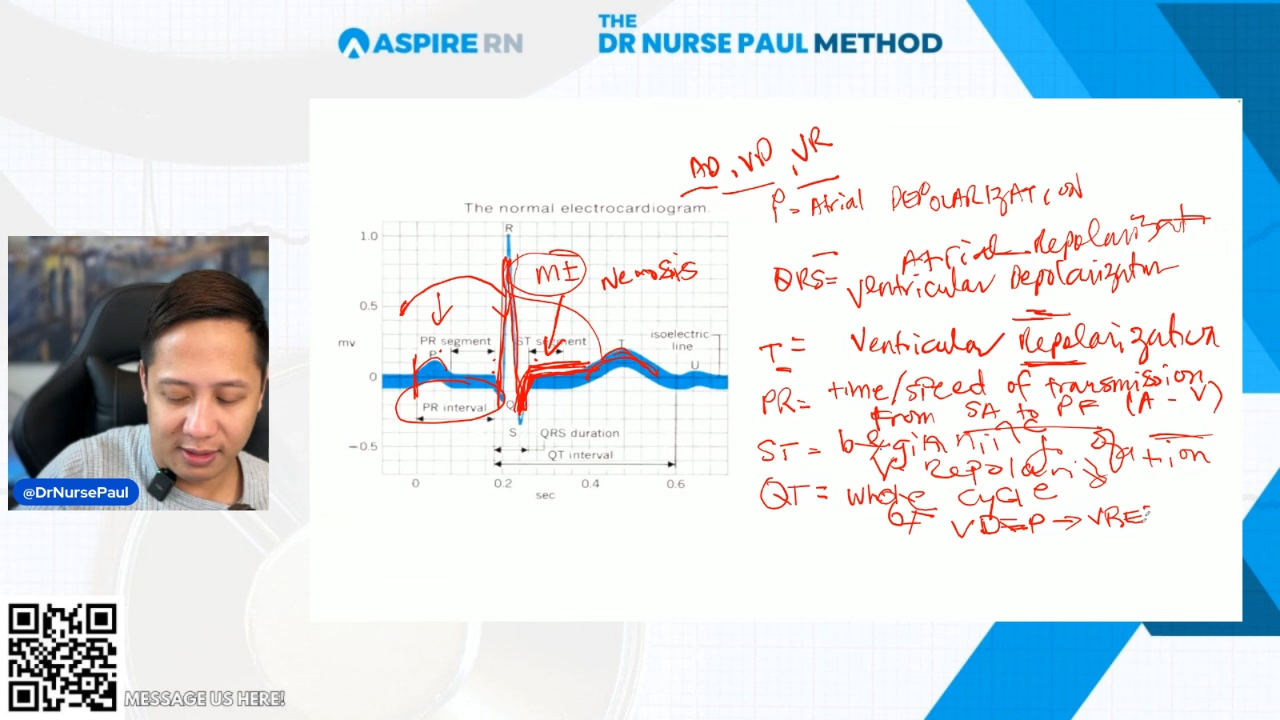 ASPIRE RN
THE
DR NURSE PAUL METHOD
AD, VD, VR
P = Atrial DEPOLARIZATION
The normal electrocardiogram.
R
1.0
Atrial Repolarizat
QRS = Ventricular Depolarization
MI
Necrosis
0.5
mv
PR segment
ST segment
isoelectric
line
P
T
U
T = Ventricular Repolarization
0
PR = time/speed of transmission
from SA to PF (A - V)
PR interval
Q
S
QRS duration
−0.5
QT interval
ST = beginning of
V Repolarization
0
0.2
0.4
0.6
sec
QT = whole cycle
OF VDEP → VRE
@DrNursePaul
MESSAGE US HERE!